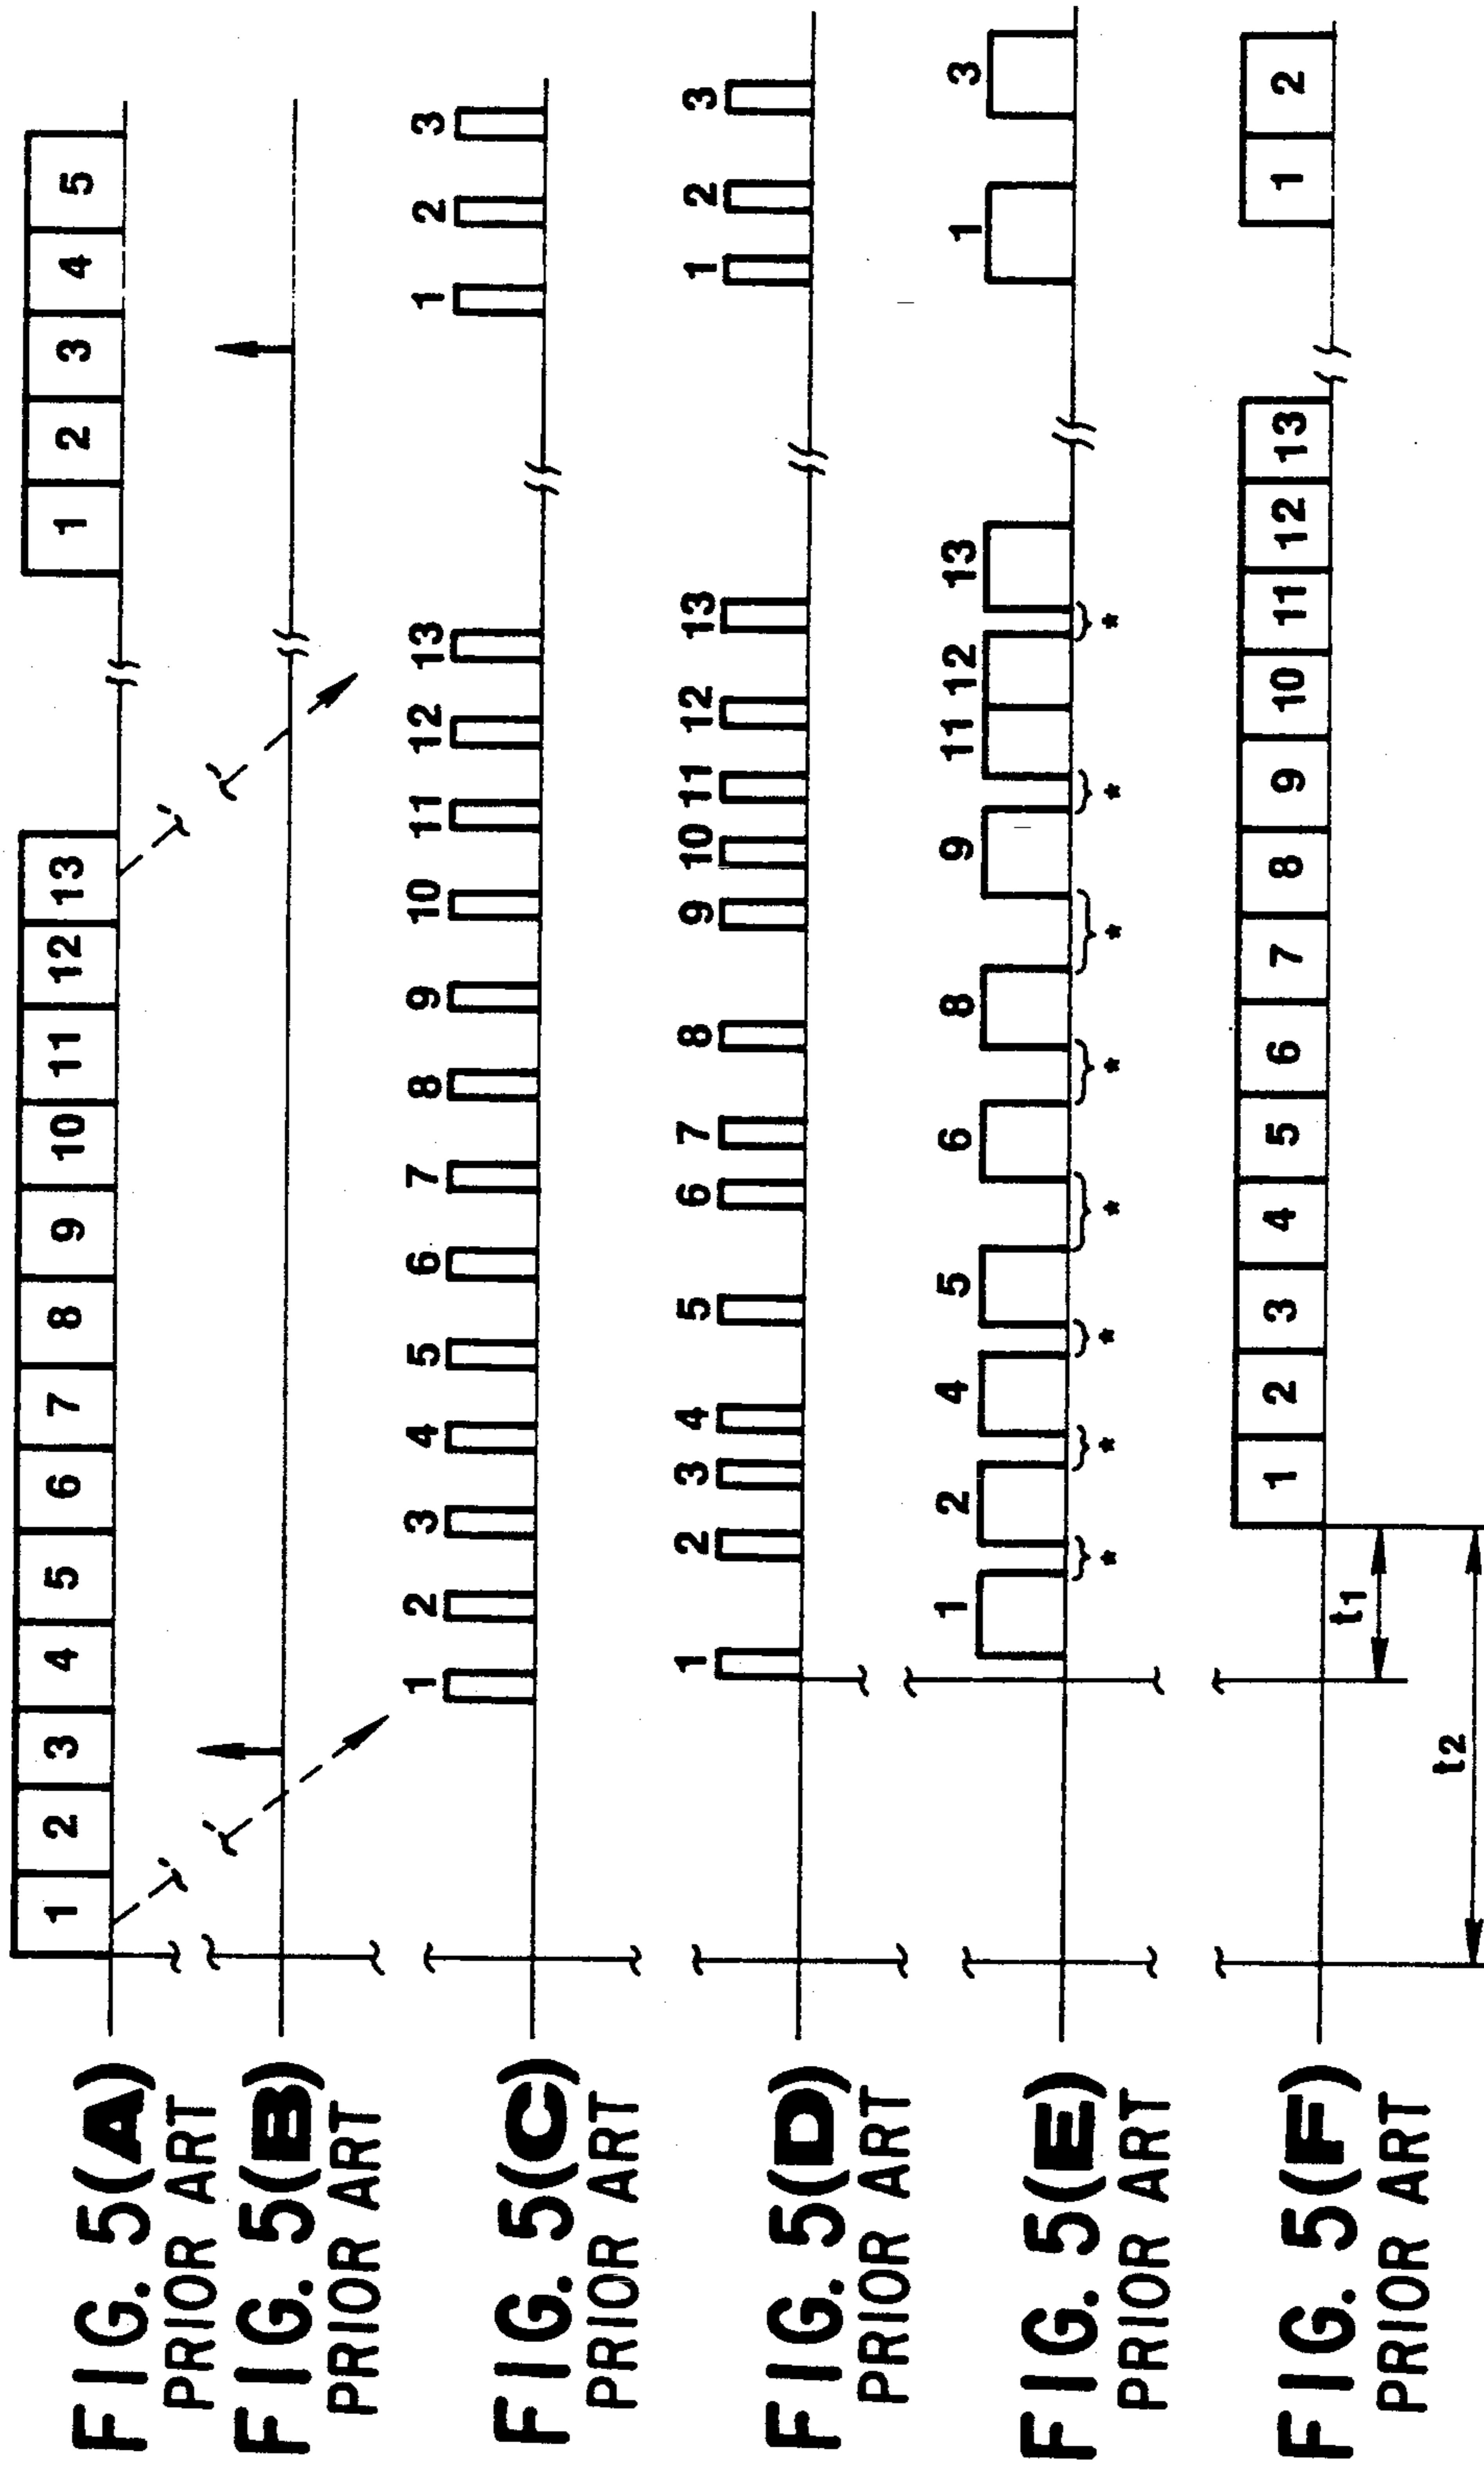 FIG. 5(A)
PRIOR ART
1 2 3 4 5 6 7 8 9 10 11 12 13 1 2 3 4 5
FIG. 5(B)
PRIOR ART
FIG. 5(C)
PRIOR ART
1 2 3 4 5 6 7 8 9 10 11 12 13 1 2 3
FIG. 5(D)
PRIOR ART
1 2 3 4 5 6 7 8 9 10 11 12 13 1 2 3
FIG. 5(E)
PRIOR ART
1 2 4 5 6 8 9 11 12 13 1 3
* * * * * * * * *
FIG. 5(F)
PRIOR ART
1 2 3 4 5 6 7 8 9 10 11 12 13 1 2
t1
t2